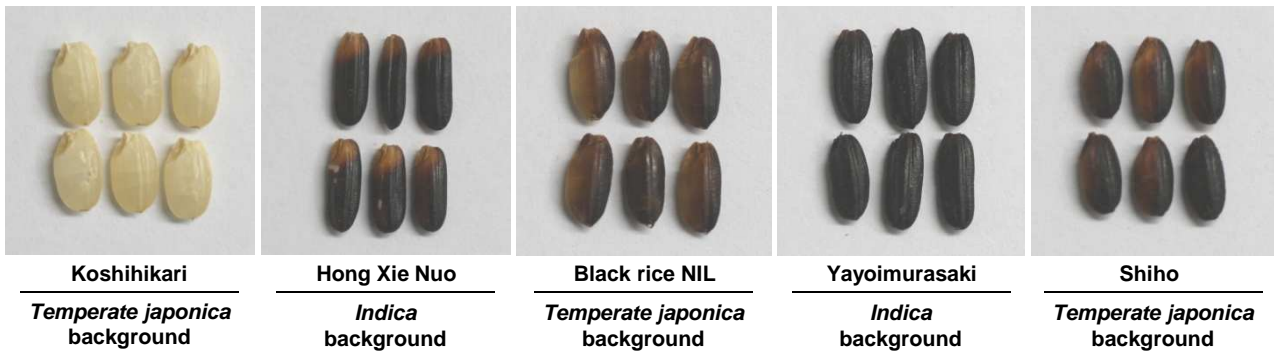 Koshihikari
Temperate japonica
background
Hong Xie Nuo
Indica
background
Black rice NIL
Temperate japonica
background
Yayoimurasaki
Indica
background
Shiho
Temperate japonica
background